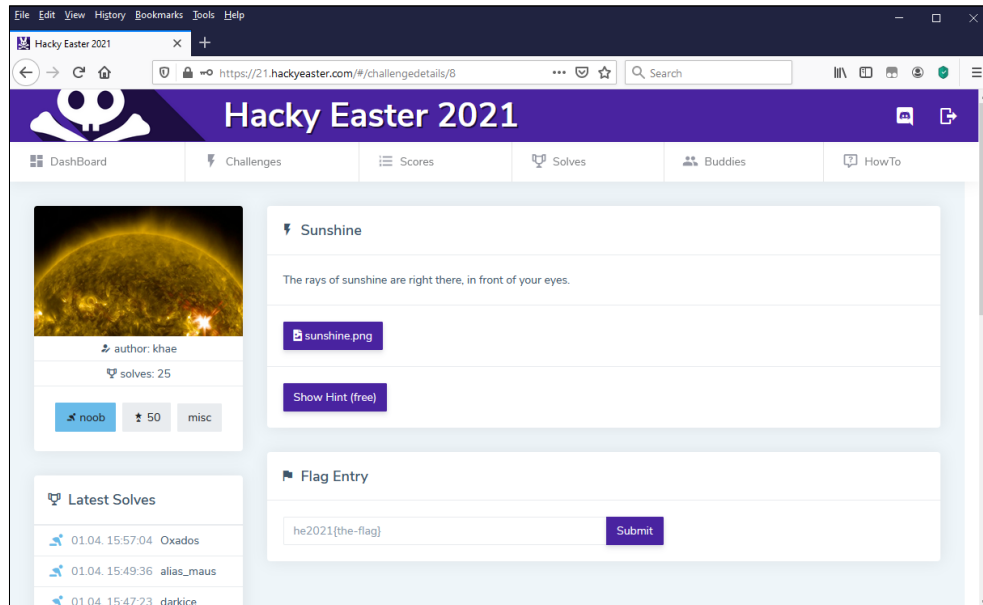 File Edit View History Bookmarks Tools Help
Hacky Easter 2021
https://21.hackyeaster.com/#/challengedetails/8
Search
Hacky Easter 2021
DashBoard
Challenges
Scores
Solves
Buddies
HowTo
Sunshine
The rays of sunshine are right there, in front of your eyes.
sunshine.png
Show Hint (free)
author: khae
solves: 25
noob
50
misc
Flag Entry
he2021{the-flag}
Submit
Latest Solves
01.04. 15:57:04 Oxados
01.04. 15:49:36 alias_maus
01.04. 15:47:23 darkice